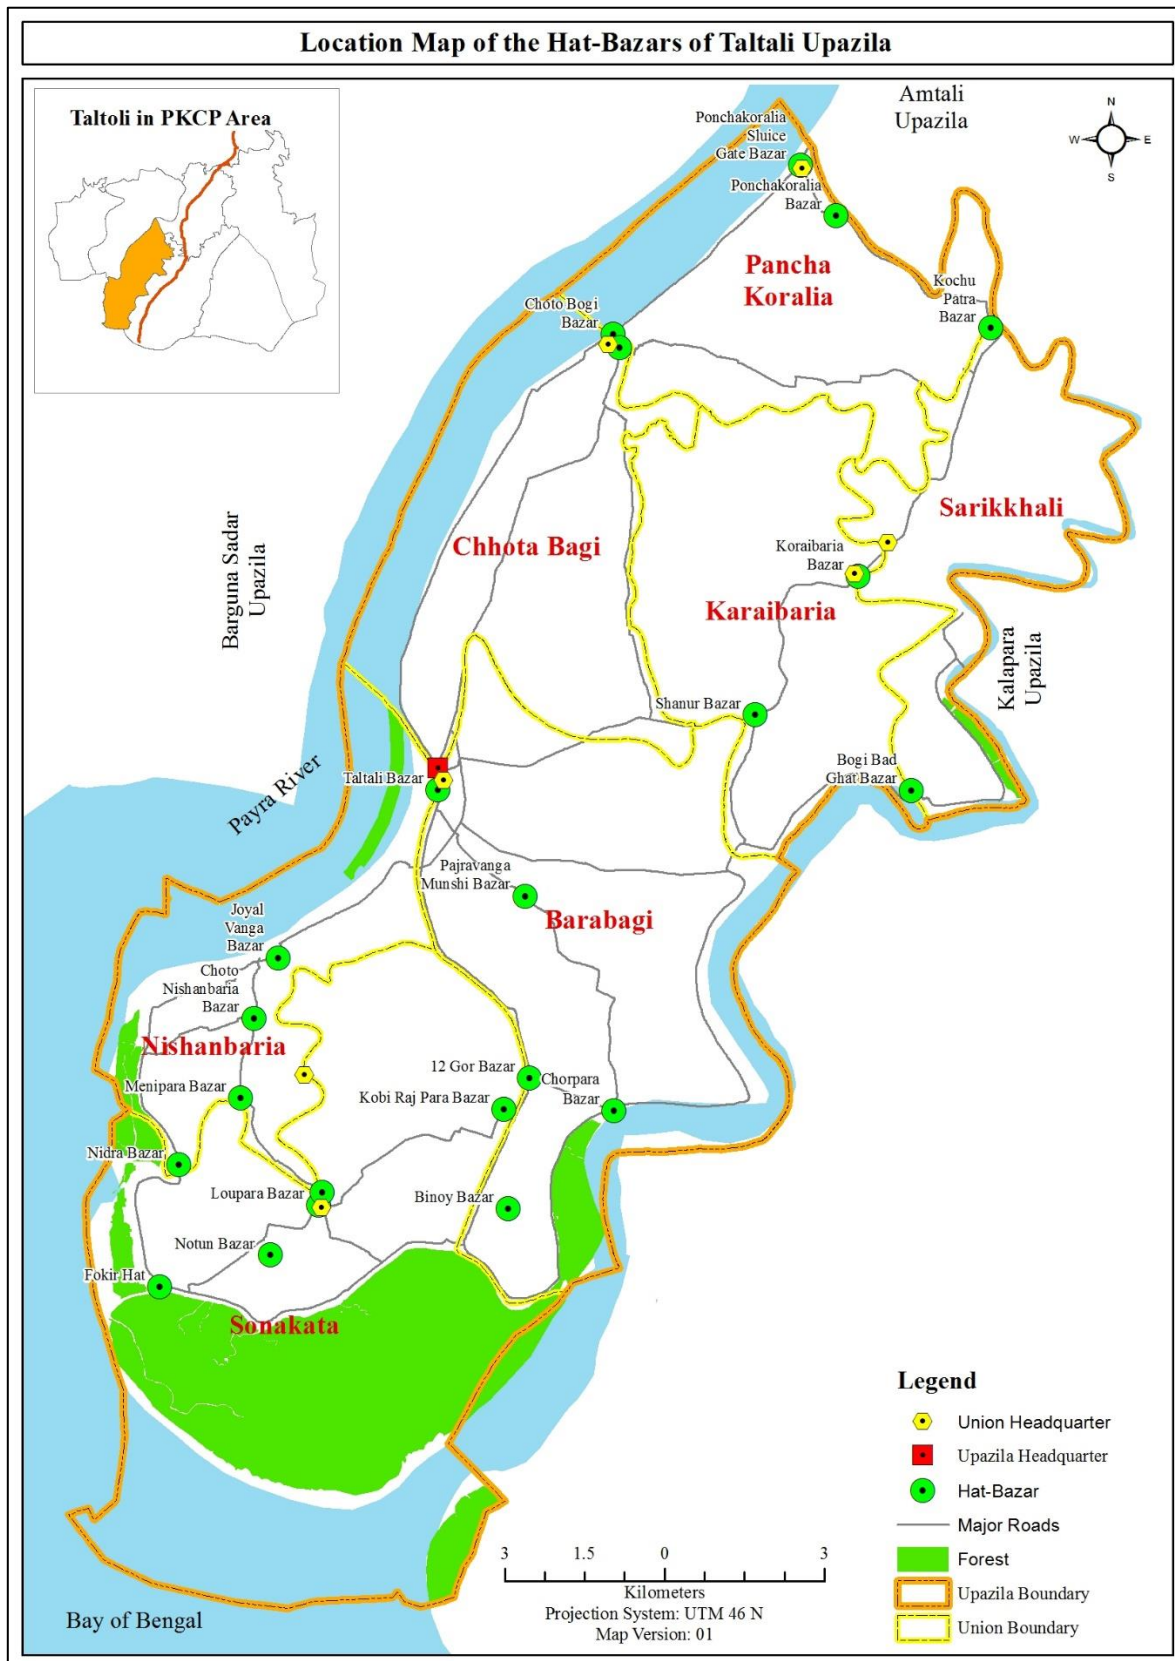 Location Map of the Hat-Bazars of Taltali Upazila
Taltoli in PKCP Area
Amtali
Upazila
N
W
E
S
Ponchakoralia
Sluice
Gate Bazar
Ponchakoralia
Bazar
Pancha
Koralia
Kochu
Patra
Bazar
Choto Bogi
Bazar
Sarikkhali
Chhota Bagi
Koraibaria
Bazar
Barguna Sadar
Upazila
Karaibaria
Kalapara
Upazila
Shanur Bazar
Bogi Bad
Ghat Bazar
Taltali Bazar
Payra River
Pajravanga
Munshi Bazar
Barabagi
Joyal
Vanga
Bazar
Choto
Nishanbaria
Bazar
Nishanbaria
12 Gor Bazar
Chorpara
Bazar
Menipara Bazar
Kobi Raj Para Bazar
Nidra Bazar
Loupara Bazar
Binoy Bazar
Notun Bazar
Fokir Hat
Sonakata
Legend
Union Headquarter
Upazila Headquarter
Hat-Bazar
Major Roads
Forest
Upazila Boundary
Union Boundary
3 1.5 0 3
Kilometers
Projection System: UTM 46 N
Map Version: 01
Bay of Bengal